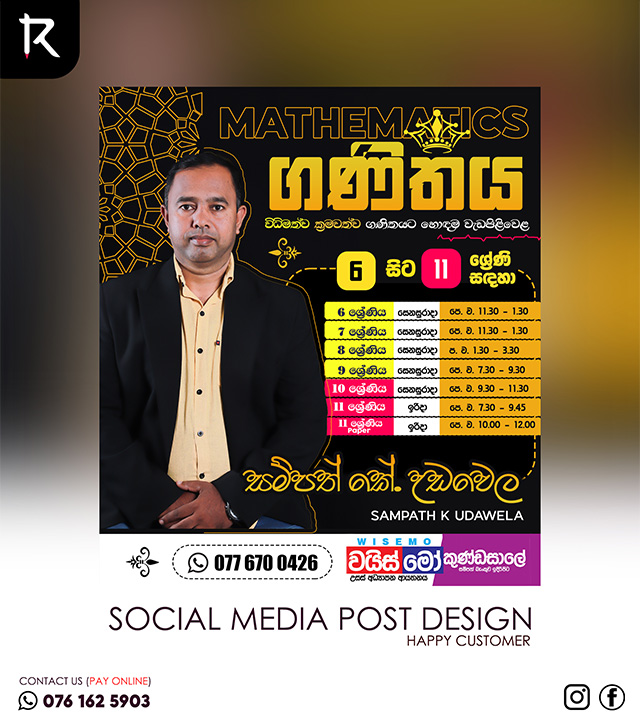 MATHEMATICS
ගණිතය
විධිමත්ව ක්‍රමවත්ව ගණිතයට හොඳම වැඩපිළිවෙළ
6 සිට 11 ශ්‍රේණි සඳහා
6 ශ්‍රේණිය සෙනසුරාදා පෙ. ව. 11.30 - 1.30
7 ශ්‍රේණිය සෙනසුරාදා පෙ. ව. 11.30 - 1.30
8 ශ්‍රේණිය සෙනසුරාදා ප. ව. 1.30 - 3.30
9 ශ්‍රේණිය සෙනසුරාදා පෙ. ව. 7.30 - 9.30
10 ශ්‍රේණිය සෙනසුරාදා පෙ. ව. 9.30 - 11.30
11 ශ්‍රේණිය ඉරිදා පෙ. ව. 7.30 - 9.45
11 ශ්‍රේණිය Paper ඉරිදා පෙ. ව. 10.00 - 12.00
සම්පත් කේ. උඩවෙල
SAMPATH K UDAWELA
077 670 0426
WISEMO
වයිස් මෝ කුණ්ඩසාලේ
උසස් අධ්‍යාපන ආයතනය
සම්පත් බැංකුව ඉදිරිපිට
SOCIAL MEDIA POST DESIGN
HAPPY CUSTOMER
CONTACT US (PAY ONLINE)
076 162 5903